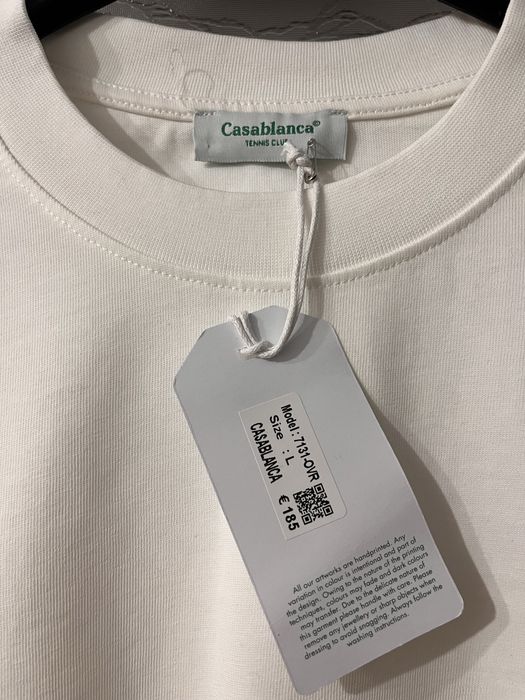 Casablanca®
TENNIS CLUB
Model : 7131-OVR
Size : L
CASABLANCA
€ 185
All our artworks are handprinted. Any
variation in colour is intentional and part of
the design. Owing to the nature of the printing
techniques, colours may fade and dark colours
may transfer. Due to the delicate nature of
this garment please handle with care. Please
remove any jewellery or sharp objects when
dressing to avoid snagging. Always follow the
washing instructions.